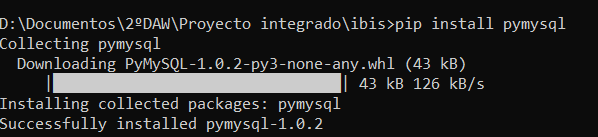 D:\Documentos\2ºDAW\Proyecto integrado\ibis>pip install pymysql
Collecting pymysql
  Downloading PyMySQL-1.0.2-py3-none-any.whl (43 kB)
     |████████████████████████████████| 43 kB 126 kB/s
Installing collected packages: pymysql
Successfully installed pymysql-1.0.2